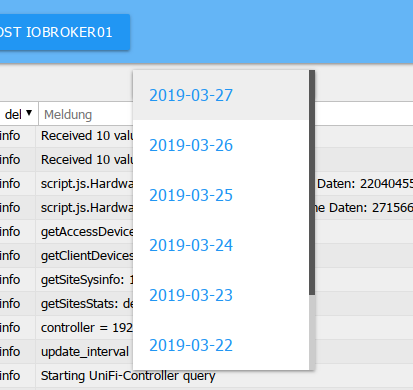 OST IOBROKER01
del ▼ Meldung
2019-03-27
2019-03-26
2019-03-25
2019-03-24
2019-03-23
2019-03-22
info Received 10 valu
info Received 10 valu
info script.js.Hardwa Daten: 22040455
info script.js.Hardwa ne Daten: 271566
info getAccessDevice
info getClientDevices
info getSiteSysinfo: 1
info getSitesStats: de
info controller = 192
info update_interval
info Starting UniFi-Controller query